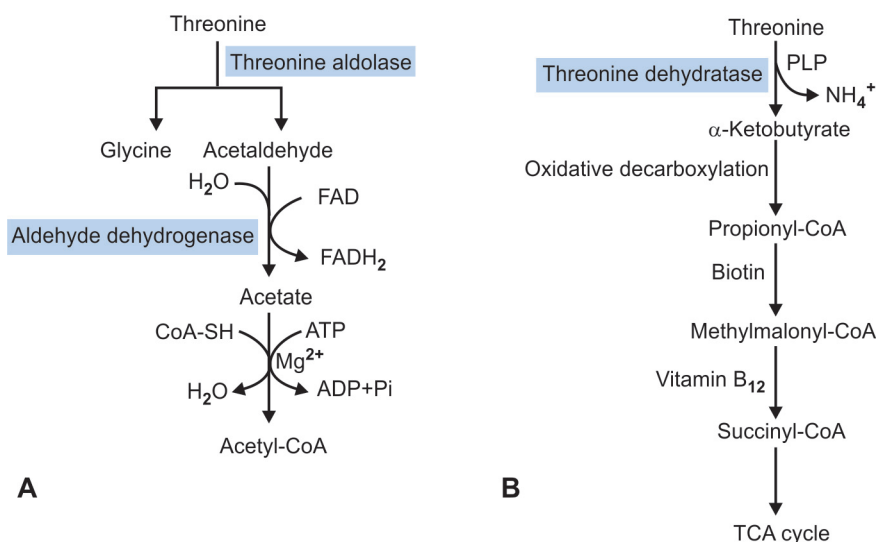 Threonine
Threonine aldolase
Glycine Acetaldehyde
H₂O
FAD
Aldehyde dehydrogenase
FADH₂
Acetate
CoA-SH ATP
Mg²⁺
H₂O ADP+Pi
Acetyl-CoA
A
Threonine
PLP
Threonine dehydratase
NH₄⁺
α-Ketobutyrate
Oxidative decarboxylation
Propionyl-CoA
Biotin
Methylmalonyl-CoA
Vitamin B₁₂
Succinyl-CoA
B
TCA cycle